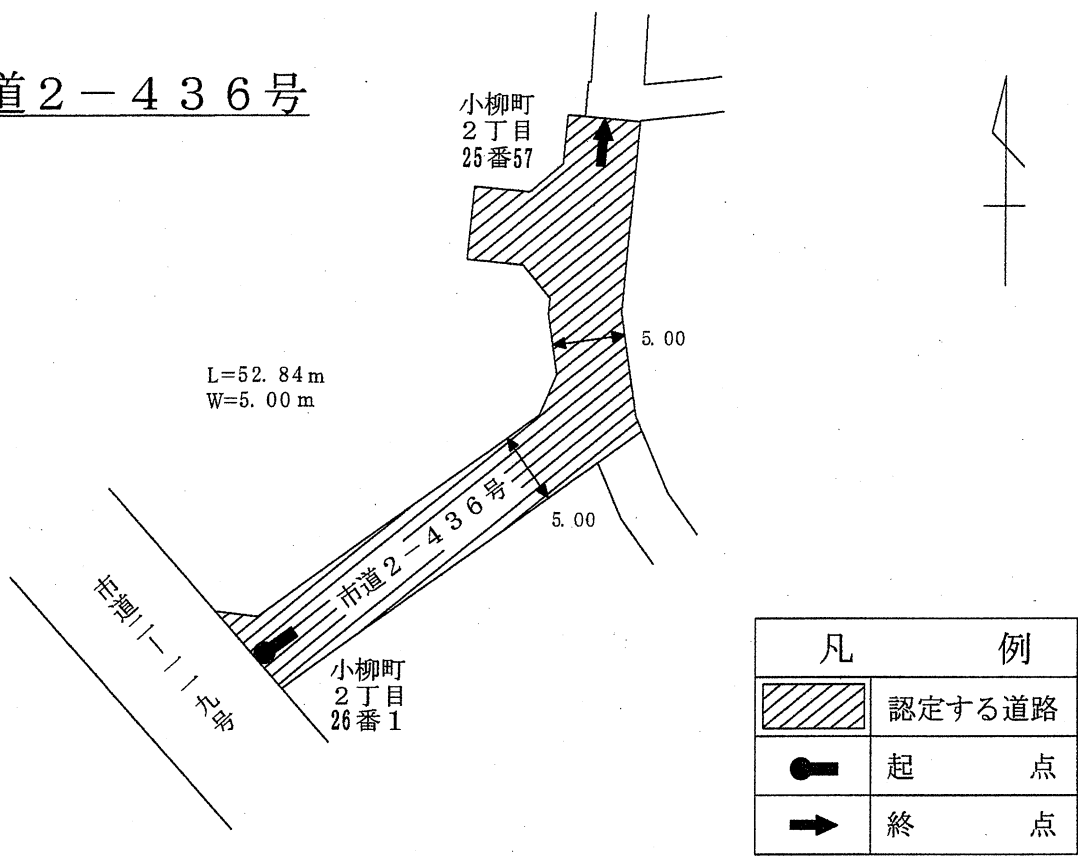 道２－４３６号
小柳町
２丁目
25番57
5.00
L=52.84m
W=5.00m
5.00
市道２－４３６号
市道二－一一九号
小柳町
２丁目
26番１
凡　例
認定する道路
起　点
終　点